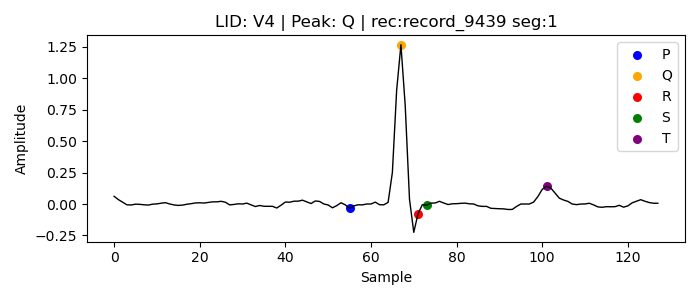 LID: V4 | Peak: Q | rec:record_9439 seg:1
Amplitude
1.25
1.00
0.75
0.50
0.25
0.00
−0.25
P
Q
R
S
T
0 20 40 60 80 100 120
Sample